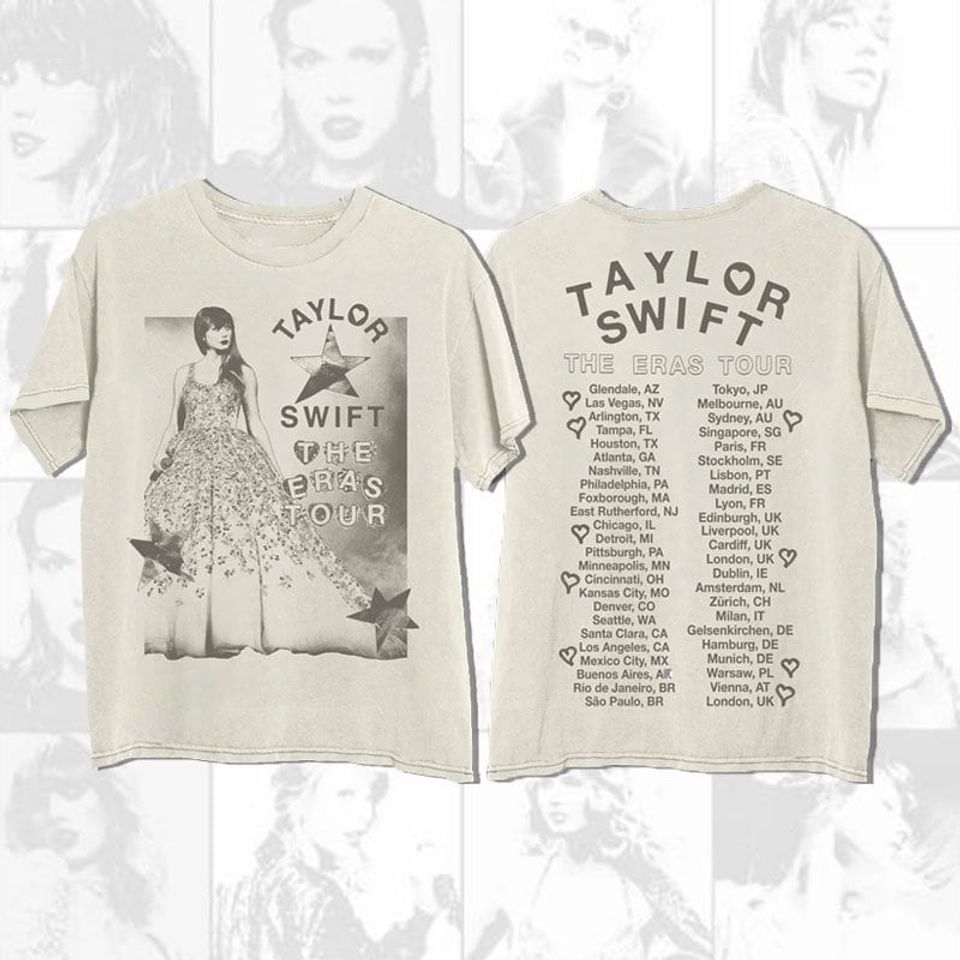 TAYLOR
SWIFT
THE
ERAS
TOUR
TAYLOR
SWIFT
THE ERAS TOUR
Glendale, AZ
Las Vegas, NV
Arlington, TX
Tampa, FL
Houston, TX
Atlanta, GA
Nashville, TN
Philadelphia, PA
Foxborough, MA
East Rutherford, NJ
Chicago, IL
Detroit, MI
Pittsburgh, PA
Minneapolis, MN
Cincinnati, OH
Kansas City, MO
Denver, CO
Seattle, WA
Santa Clara, CA
Los Angeles, CA
Mexico City, MX
Buenos Aires, AR
Rio de Janeiro, BR
São Paulo, BR
Tokyo, JP
Melbourne, AU
Sydney, AU
Singapore, SG
Paris, FR
Stockholm, SE
Lisbon, PT
Madrid, ES
Lyon, FR
Edinburgh, UK
Liverpool, UK
Cardiff, UK
London, UK
Dublin, IE
Amsterdam, NL
Zürich, CH
Milan, IT
Gelsenkirchen, DE
Hamburg, DE
Munich, DE
Warsaw, PL
Vienna, AT
London, UK